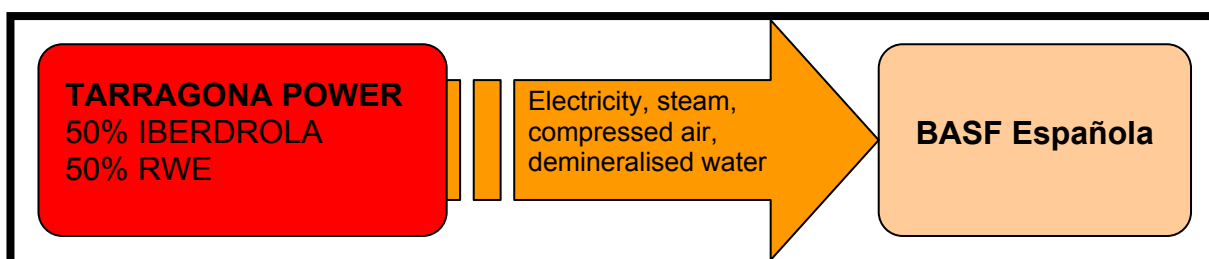 TARRAGONA POWER
50% IBERDROLA
50% RWE
Electricity, steam,
compressed air,
demineralised water
BASF Española